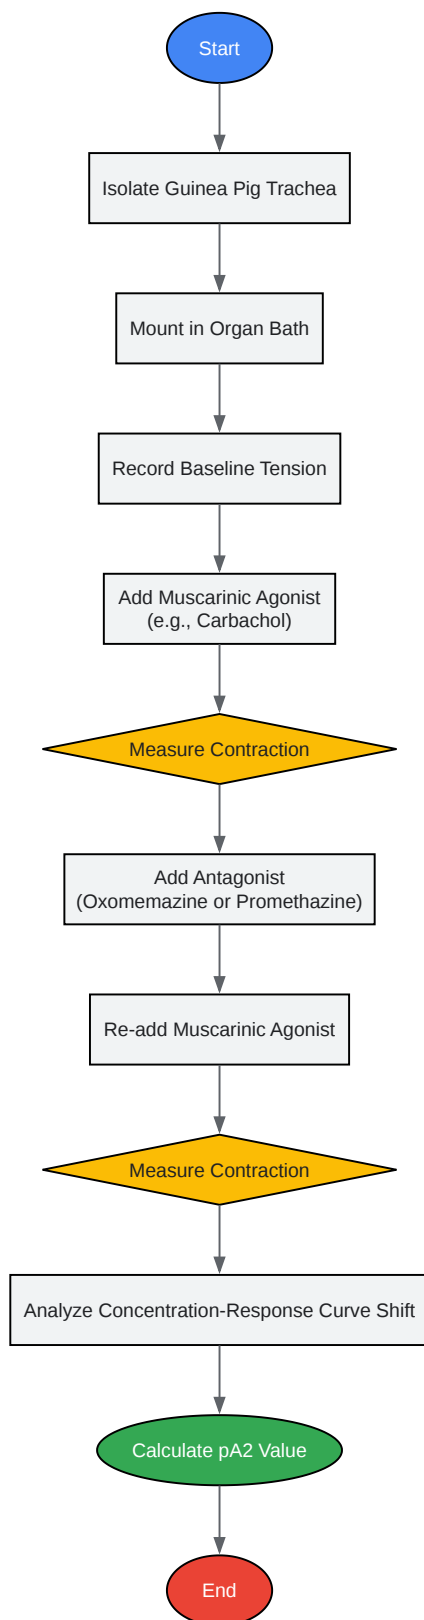 Start
Isolate Guinea Pig Trachea
Mount in Organ Bath
Record Baseline Tension
Add Muscarinic Agonist
(e.g., Carbachol)
Measure Contraction
Add Antagonist
(Oxomemazine or Promethazine)
Re-add Muscarinic Agonist
Measure Contraction
Analyze Concentration-Response Curve Shift
Calculate pA2 Value
End